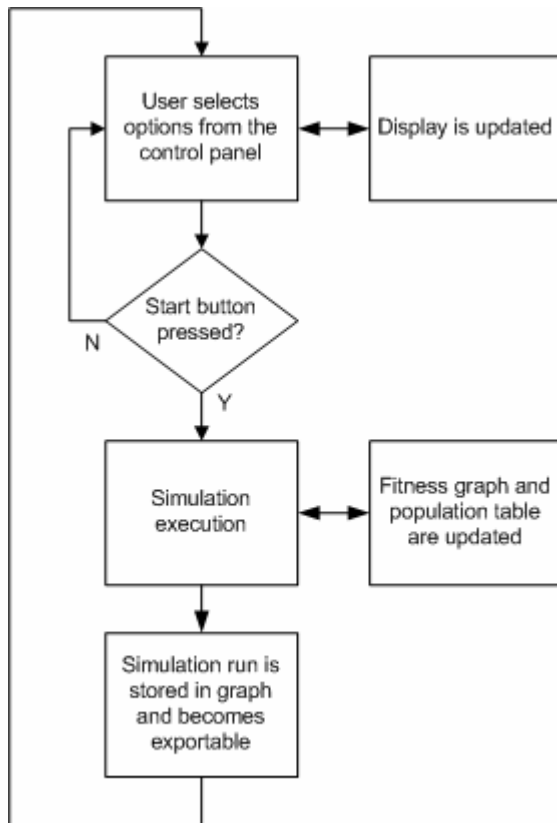 User selects
options from the
control panel
Display is updated
Start button
pressed?
N
Y
Simulation
execution
Fitness graph and
population table
are updated
Simulation run is
stored in graph
and becomes
exportable